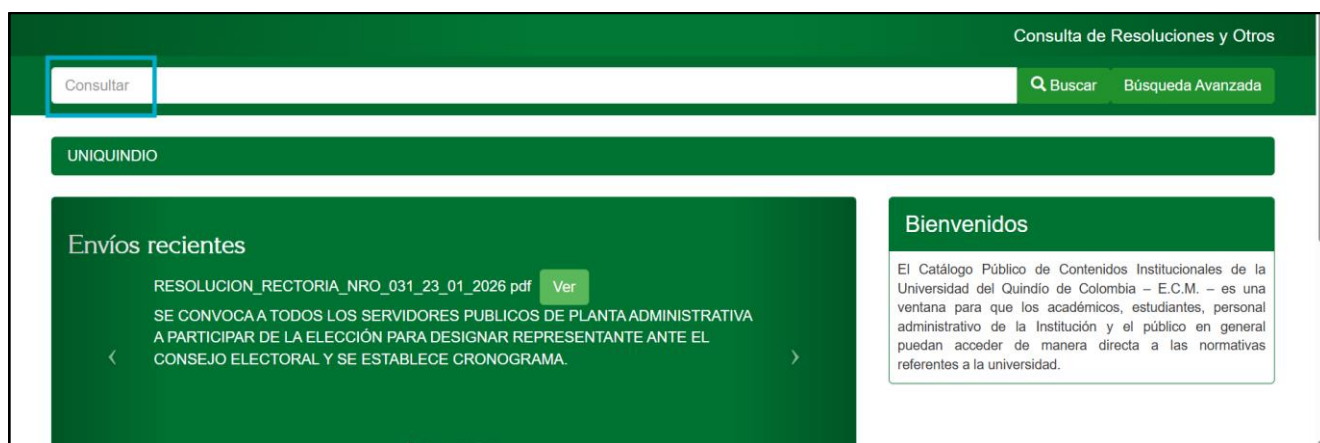 Consulta de Resoluciones y Otros
Consultar
Buscar
Búsqueda Avanzada
UNIQUINDIO
Envíos recientes
RESOLUCION_RECTORIA_NRO_031_23_01_2026 pdf Ver
SE CONVOCA A TODOS LOS SERVIDORES PUBLICOS DE PLANTA ADMINISTRATIVA
A PARTICIPAR DE LA ELECCIÓN PARA DESIGNAR REPRESENTANTE ANTE EL
CONSEJO ELECTORAL Y SE ESTABLECE CRONOGRAMA.
Bienvenidos
El Catálogo Público de Contenidos Institucionales de la
Universidad del Quindío de Colombia – E.C.M. – es una
ventana para que los académicos, estudiantes, personal
administrativo de la Institución y el público en general
puedan acceder de manera directa a las normativas
referentes a la universidad.